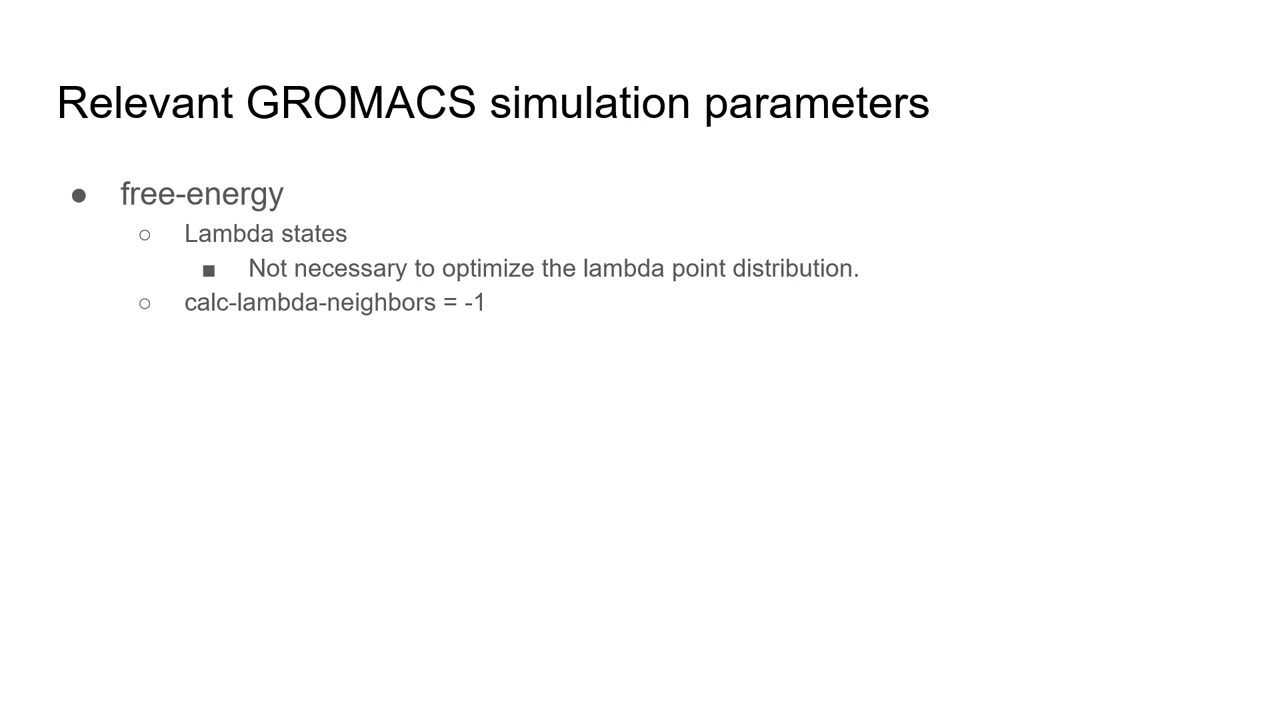 Relevant GROMACS simulation parameters
● free-energy
○ Lambda states
■ Not necessary to optimize the lambda point distribution.
○ calc-lambda-neighbors = -1